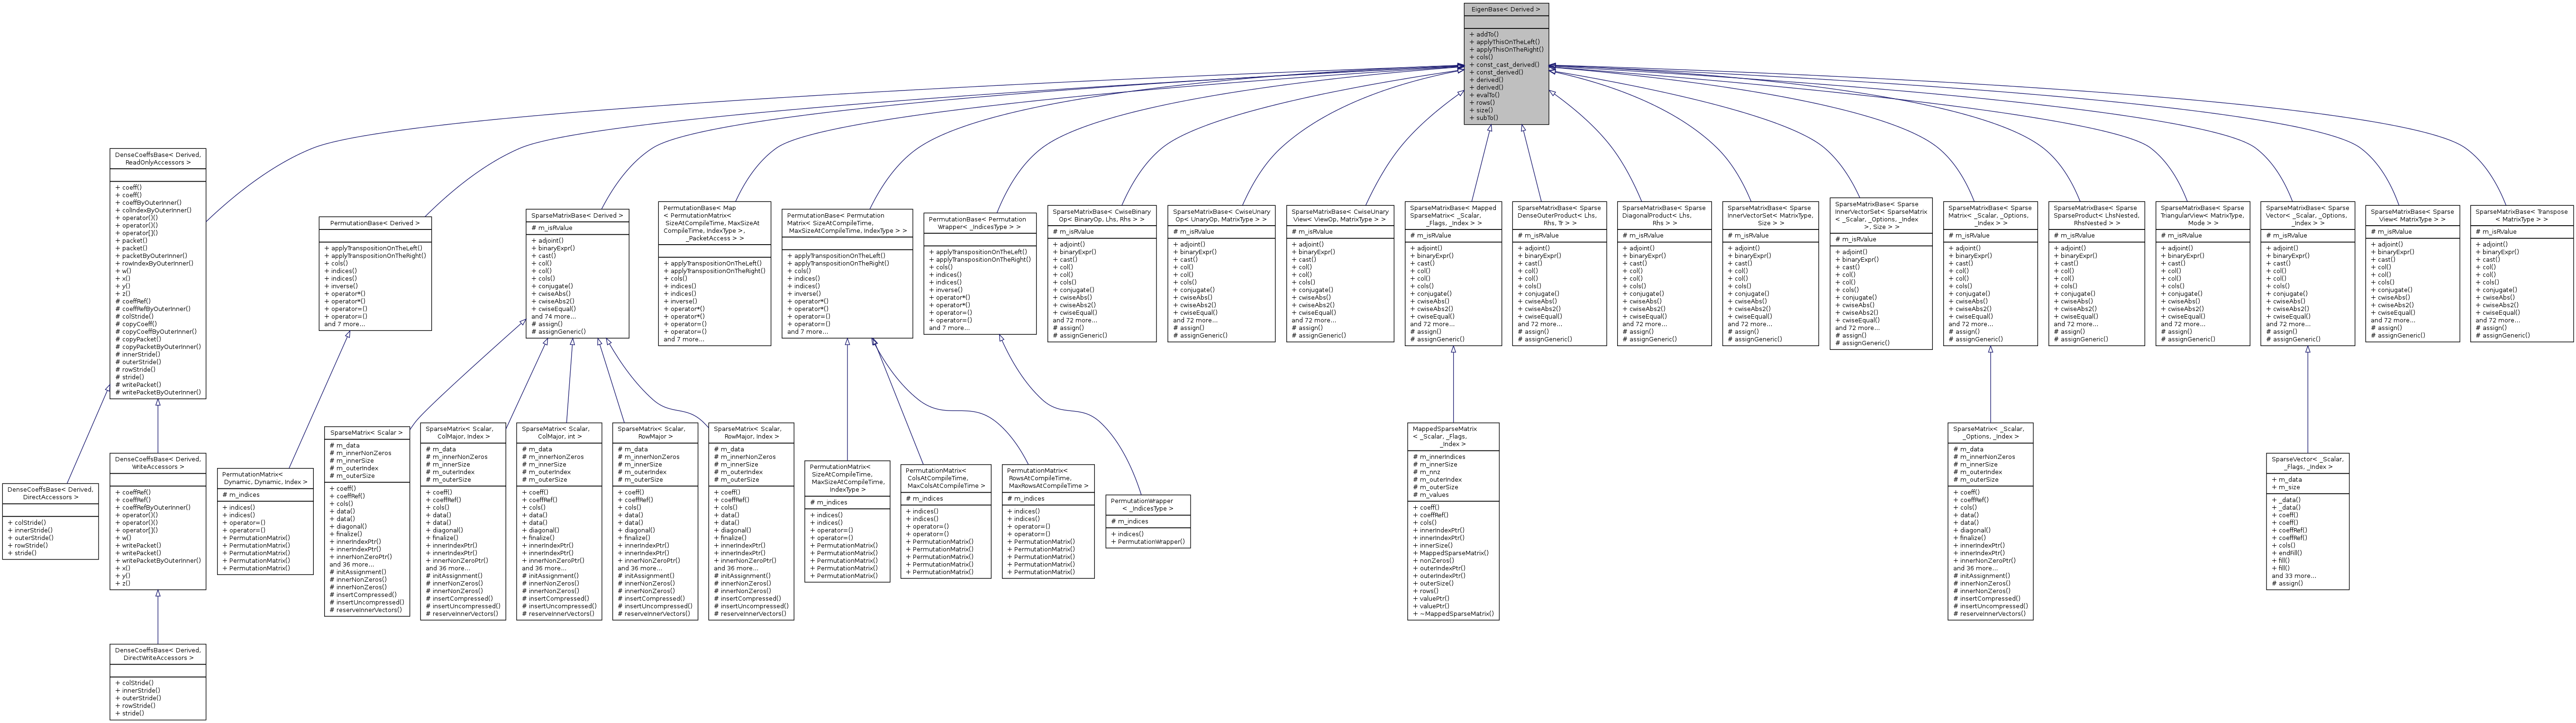 EigenBase< Derived >
+ addTo()
+ applyThisOnTheLeft()
+ applyThisOnTheRight()
+ cols()
+ const_cast_derived()
+ const_derived()
+ derived()
+ derived()
+ evalTo()
+ rows()
+ size()
+ subTo()
DenseCoeffsBase< Derived,
ReadOnlyAccessors >
+ coeff()
+ coeff()
+ coeffByOuterInner()
+ colIndexByOuterInner()
+ operator()()
+ operator()()
+ operator[]()
+ packet()
+ packet()
+ packetByOuterInner()
+ rowIndexByOuterInner()
+ w()
+ x()
+ y()
+ z()
# coeffRef()
# coeffRefByOuterInner()
# colStride()
# copyCoeff()
# copyCoeffByOuterInner()
# copyPacket()
# copyPacketByOuterInner()
# innerStride()
# outerStride()
# rowStride()
# stride()
# writePacket()
# writePacketByOuterInner()
PermutationBase< Derived >
+ applyTranspositionOnTheLeft()
+ applyTranspositionOnTheRight()
+ cols()
+ indices()
+ indices()
+ inverse()
+ operator*()
+ operator*()
+ operator=()
+ operator=()
and 7 more...
SparseMatrixBase< Derived >
# m_isRValue
+ adjoint()
+ binaryExpr()
+ cast()
+ col()
+ col()
+ cols()
+ conjugate()
+ cwiseAbs()
+ cwiseAbs2()
+ cwiseEqual()
and 74 more...
# assign()
# assignGeneric()
PermutationBase< Map
< PermutationMatrix<
SizeAtCompileTime, MaxSizeAt
CompileTime, IndexType >,
_PacketAccess > >
+ applyTranspositionOnTheLeft()
+ applyTranspositionOnTheRight()
+ cols()
+ indices()
+ indices()
+ inverse()
+ operator*()
+ operator*()
+ operator=()
+ operator=()
and 7 more...
PermutationBase< Permutation
Matrix< SizeAtCompileTime,
MaxSizeAtCompileTime, IndexType > >
+ applyTranspositionOnTheLeft()
+ applyTranspositionOnTheRight()
+ cols()
+ indices()
+ indices()
+ inverse()
+ operator*()
+ operator*()
+ operator=()
+ operator=()
and 7 more...
PermutationBase< Permutation
Wrapper< _IndicesType > >
+ applyTranspositionOnTheLeft()
+ applyTranspositionOnTheRight()
+ cols()
+ indices()
+ indices()
+ inverse()
+ operator*()
+ operator*()
+ operator=()
+ operator=()
and 7 more...
SparseMatrixBase< CwiseBinary
Op< BinaryOp, Lhs, Rhs > >
# m_isRValue
+ adjoint()
+ binaryExpr()
+ cast()
+ col()
+ col()
+ cols()
+ conjugate()
+ cwiseAbs()
+ cwiseAbs2()
+ cwiseEqual()
and 72 more...
# assign()
# assignGeneric()
SparseMatrixBase< CwiseUnary
Op< UnaryOp, MatrixType > >
# m_isRValue
+ adjoint()
+ binaryExpr()
+ cast()
+ col()
+ col()
+ cols()
+ conjugate()
+ cwiseAbs()
+ cwiseAbs2()
+ cwiseEqual()
and 72 more...
# assign()
# assignGeneric()
SparseMatrixBase< CwiseUnary
View< ViewOp, MatrixType > >
# m_isRValue
+ adjoint()
+ binaryExpr()
+ cast()
+ col()
+ col()
+ cols()
+ conjugate()
+ cwiseAbs()
+ cwiseAbs2()
+ cwiseEqual()
and 72 more...
# assign()
# assignGeneric()
SparseMatrixBase< Mapped
SparseMatrix< _Scalar,
_Flags, _Index > >
# m_isRValue
+ adjoint()
+ binaryExpr()
+ cast()
+ col()
+ col()
+ cols()
+ conjugate()
+ cwiseAbs()
+ cwiseAbs2()
+ cwiseEqual()
and 72 more...
# assign()
# assignGeneric()
SparseMatrixBase< Sparse
DenseOuterProduct< Lhs,
Rhs, Tr > >
# m_isRValue
+ adjoint()
+ binaryExpr()
+ cast()
+ col()
+ col()
+ cols()
+ conjugate()
+ cwiseAbs()
+ cwiseAbs2()
+ cwiseEqual()
and 72 more...
# assign()
# assignGeneric()
SparseMatrixBase< Sparse
DiagonalProduct< Lhs,
Rhs > >
# m_isRValue
+ adjoint()
+ binaryExpr()
+ cast()
+ col()
+ col()
+ cols()
+ conjugate()
+ cwiseAbs()
+ cwiseAbs2()
+ cwiseEqual()
and 72 more...
# assign()
# assignGeneric()
SparseMatrixBase< Sparse
InnerVectorSet< MatrixType,
Size > >
# m_isRValue
+ adjoint()
+ binaryExpr()
+ cast()
+ col()
+ col()
+ cols()
+ conjugate()
+ cwiseAbs()
+ cwiseAbs2()
+ cwiseEqual()
and 72 more...
# assign()
# assignGeneric()
SparseMatrixBase< Sparse
InnerVectorSet< SparseMatrix
< _Scalar, _Options, _Index
>, Size > >
# m_isRValue
+ adjoint()
+ binaryExpr()
+ cast()
+ col()
+ col()
+ cols()
+ conjugate()
+ cwiseAbs()
+ cwiseAbs2()
+ cwiseEqual()
and 72 more...
# assign()
# assignGeneric()
SparseMatrixBase< Sparse
Matrix< _Scalar, _Options,
_Index > >
# m_isRValue
+ adjoint()
+ binaryExpr()
+ cast()
+ col()
+ col()
+ cols()
+ conjugate()
+ cwiseAbs()
+ cwiseAbs2()
+ cwiseEqual()
and 72 more...
# assign()
# assignGeneric()
SparseMatrixBase< Sparse
SparseProduct< LhsNested,
RhsNested > >
# m_isRValue
+ adjoint()
+ binaryExpr()
+ cast()
+ col()
+ col()
+ cols()
+ conjugate()
+ cwiseAbs()
+ cwiseAbs2()
+ cwiseEqual()
and 72 more...
# assign()
# assignGeneric()
SparseMatrixBase< Sparse
TriangularView< MatrixType,
Mode > >
# m_isRValue
+ adjoint()
+ binaryExpr()
+ cast()
+ col()
+ col()
+ cols()
+ conjugate()
+ cwiseAbs()
+ cwiseAbs2()
+ cwiseEqual()
and 72 more...
# assign()
# assignGeneric()
SparseMatrixBase< Sparse
Vector< _Scalar, _Options,
_Index > >
# m_isRValue
+ adjoint()
+ binaryExpr()
+ cast()
+ col()
+ col()
+ cols()
+ conjugate()
+ cwiseAbs()
+ cwiseAbs2()
+ cwiseEqual()
and 72 more...
# assign()
# assignGeneric()
SparseMatrixBase< Sparse
View< MatrixType > >
# m_isRValue
+ adjoint()
+ binaryExpr()
+ cast()
+ col()
+ col()
+ cols()
+ conjugate()
+ cwiseAbs()
+ cwiseAbs2()
+ cwiseEqual()
and 72 more...
# assign()
# assignGeneric()
SparseMatrixBase< Transpose
< MatrixType > >
# m_isRValue
+ adjoint()
+ binaryExpr()
+ cast()
+ col()
+ col()
+ cols()
+ conjugate()
+ cwiseAbs()
+ cwiseAbs2()
+ cwiseEqual()
and 72 more...
# assign()
# assignGeneric()
DenseCoeffsBase< Derived,
DirectAccessors >
+ colStride()
+ innerStride()
+ outerStride()
+ rowStride()
+ stride()
DenseCoeffsBase< Derived,
WriteAccessors >
+ coeffRef()
+ coeffRef()
+ coeffRefByOuterInner()
+ operator()()
+ operator()()
+ operator[]()
+ w()
+ writePacket()
+ writePacket()
+ writePacketByOuterInner()
+ x()
+ y()
+ z()
PermutationMatrix<
Dynamic, Dynamic, Index >
# m_indices
+ indices()
+ indices()
+ operator=()
+ operator=()
+ PermutationMatrix()
+ PermutationMatrix()
+ PermutationMatrix()
+ PermutationMatrix()
+ PermutationMatrix()
SparseMatrix< Scalar >
# m_data
# m_innerNonZeros
# m_innerSize
# m_outerIndex
# m_outerSize
+ coeff()
+ coeffRef()
+ cols()
+ data()
+ data()
+ diagonal()
+ finalize()
+ innerIndexPtr()
+ innerIndexPtr()
+ innerNonZeroPtr()
and 36 more...
# initAssignment()
# innerNonZeros()
# innerNonZeros()
# insertCompressed()
# insertUncompressed()
# reserveInnerVectors()
SparseMatrix< Scalar,
ColMajor, Index >
# m_data
# m_innerNonZeros
# m_innerSize
# m_outerIndex
# m_outerSize
+ coeff()
+ coeffRef()
+ cols()
+ data()
+ data()
+ diagonal()
+ finalize()
+ innerIndexPtr()
+ innerIndexPtr()
+ innerNonZeroPtr()
and 36 more...
# initAssignment()
# innerNonZeros()
# innerNonZeros()
# insertCompressed()
# insertUncompressed()
# reserveInnerVectors()
SparseMatrix< Scalar,
ColMajor, int >
# m_data
# m_innerNonZeros
# m_innerSize
# m_outerIndex
# m_outerSize
+ coeff()
+ coeffRef()
+ cols()
+ data()
+ data()
+ diagonal()
+ finalize()
+ innerIndexPtr()
+ innerIndexPtr()
+ innerNonZeroPtr()
and 36 more...
# initAssignment()
# innerNonZeros()
# innerNonZeros()
# insertCompressed()
# insertUncompressed()
# reserveInnerVectors()
SparseMatrix< Scalar,
RowMajor >
# m_data
# m_innerNonZeros
# m_innerSize
# m_outerIndex
# m_outerSize
+ coeff()
+ coeffRef()
+ cols()
+ data()
+ data()
+ diagonal()
+ finalize()
+ innerIndexPtr()
+ innerIndexPtr()
+ innerNonZeroPtr()
and 36 more...
# initAssignment()
# innerNonZeros()
# innerNonZeros()
# insertCompressed()
# insertUncompressed()
# reserveInnerVectors()
SparseMatrix< Scalar,
RowMajor, Index >
# m_data
# m_innerNonZeros
# m_innerSize
# m_outerIndex
# m_outerSize
+ coeff()
+ coeffRef()
+ cols()
+ data()
+ data()
+ diagonal()
+ finalize()
+ innerIndexPtr()
+ innerIndexPtr()
+ innerNonZeroPtr()
and 36 more...
# initAssignment()
# innerNonZeros()
# innerNonZeros()
# insertCompressed()
# insertUncompressed()
# reserveInnerVectors()
PermutationMatrix<
SizeAtCompileTime,
MaxSizeAtCompileTime,
IndexType >
# m_indices
+ indices()
+ indices()
+ operator=()
+ operator=()
+ PermutationMatrix()
+ PermutationMatrix()
+ PermutationMatrix()
+ PermutationMatrix()
+ PermutationMatrix()
PermutationMatrix<
ColsAtCompileTime,
MaxColsAtCompileTime >
# m_indices
+ indices()
+ indices()
+ operator=()
+ operator=()
+ PermutationMatrix()
+ PermutationMatrix()
+ PermutationMatrix()
+ PermutationMatrix()
+ PermutationMatrix()
PermutationMatrix<
RowsAtCompileTime,
MaxRowsAtCompileTime >
# m_indices
+ indices()
+ indices()
+ operator=()
+ operator=()
+ PermutationMatrix()
+ PermutationMatrix()
+ PermutationMatrix()
+ PermutationMatrix()
+ PermutationMatrix()
PermutationWrapper
< _IndicesType >
# m_indices
+ indices()
+ PermutationWrapper()
MappedSparseMatrix
< _Scalar, _Flags,
_Index >
# m_innerIndices
# m_innerSize
# m_nnz
# m_outerIndex
# m_outerSize
# m_values
+ coeff()
+ coeffRef()
+ cols()
+ innerIndexPtr()
+ innerIndexPtr()
+ innerSize()
+ MappedSparseMatrix()
+ nonZeros()
+ outerIndexPtr()
+ outerIndexPtr()
+ outerSize()
+ rows()
+ valuePtr()
+ valuePtr()
+ ~MappedSparseMatrix()
SparseMatrix< _Scalar,
_Options, _Index >
# m_data
# m_innerNonZeros
# m_innerSize
# m_outerIndex
# m_outerSize
+ coeff()
+ coeffRef()
+ cols()
+ data()
+ data()
+ diagonal()
+ finalize()
+ innerIndexPtr()
+ innerIndexPtr()
+ innerNonZeroPtr()
and 36 more...
# initAssignment()
# innerNonZeros()
# innerNonZeros()
# insertCompressed()
# insertUncompressed()
# reserveInnerVectors()
SparseVector< _Scalar,
_Flags, _Index >
+ m_data
+ m_size
+ _data()
+ _data()
+ coeff()
+ coeff()
+ coeffRef()
+ coeffRef()
+ cols()
+ endFill()
+ fill()
+ fill()
and 33 more...
# assign()
DenseCoeffsBase< Derived,
DirectWriteAccessors >
+ colStride()
+ innerStride()
+ outerStride()
+ rowStride()
+ stride()